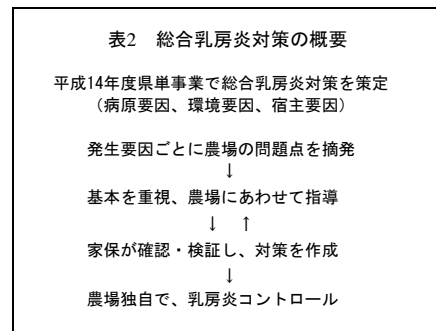 表2　総合乳房炎対策の概要
平成14年度県単事業で総合乳房炎対策を策定
（病原要因、環境要因、宿主要因）
発生要因ごとに農場の問題点を摘発
↓
基本を重視、農場にあわせて指導
↓　↑
家保が確認・検証し、対策を作成
↓
農場独自で、乳房炎コントロール